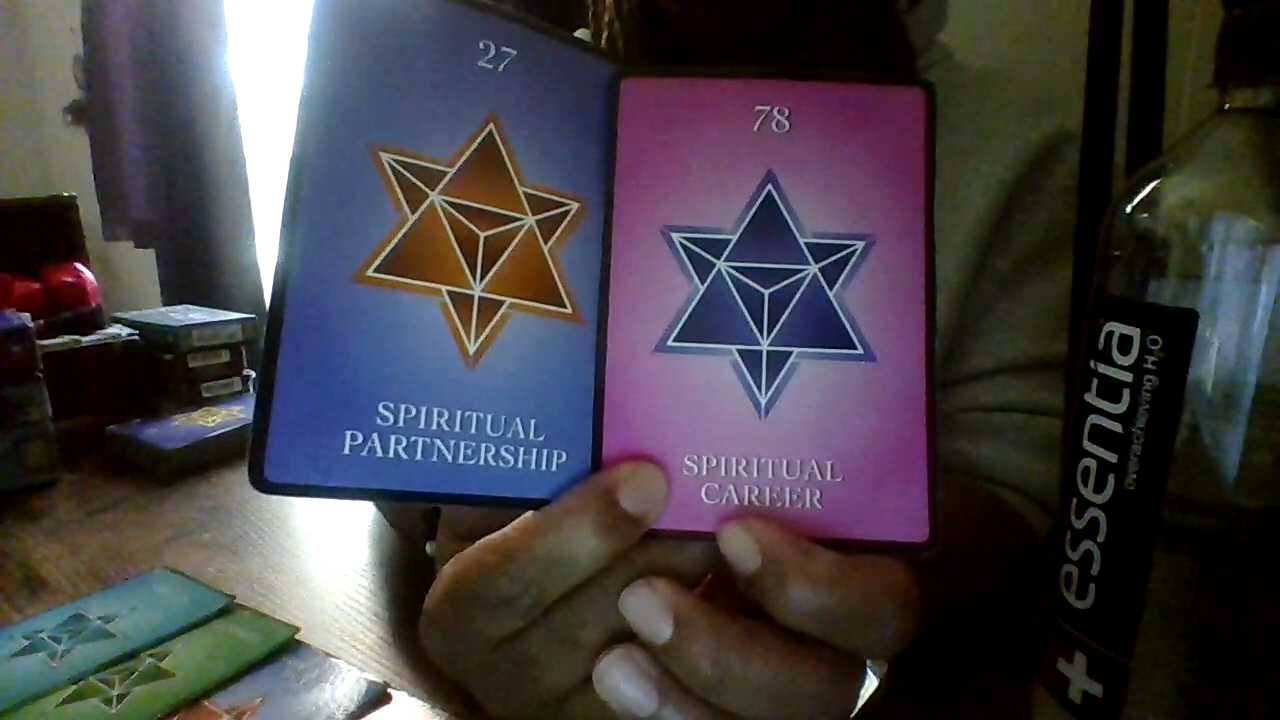 27
SPIRITUAL
PARTNERSHIP
78
SPIRITUAL
CAREER
essentia
overachieving H₂O